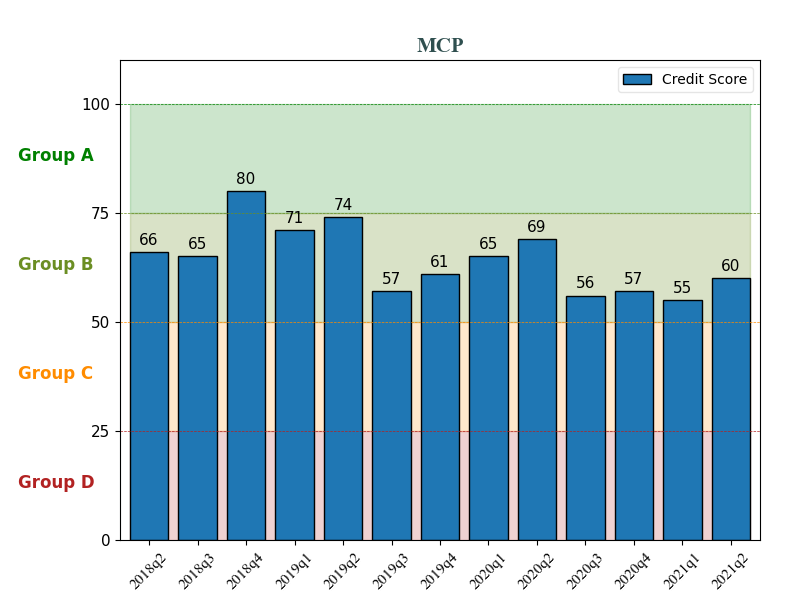 MCP
Credit Score
100
75
50
25
0
Group A
Group B
Group C
Group D
66
65
80
71
74
57
61
65
69
56
57
55
60
2018q2
2018q3
2018q4
2019q1
2019q2
2019q3
2019q4
2020q1
2020q2
2020q3
2020q4
2021q1
2021q2